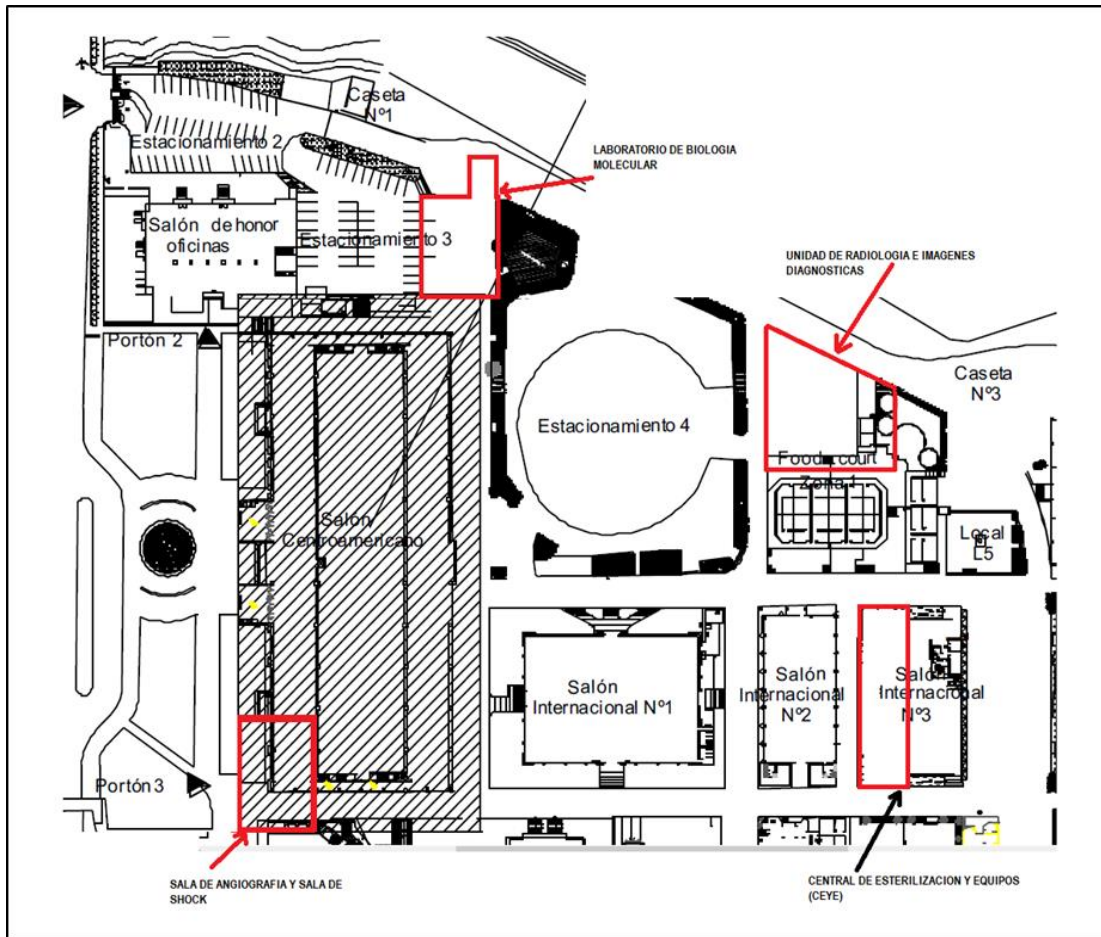 Caseta
Nº1
Estacionamiento 2
LABORATORIO DE BIOLOGIA
MOLECULAR
Salón de honor
oficinas
Estacionamiento 3
UNIDAD DE RADIOLOGIA E IMAGENES
DIAGNOSTICAS
Portón 2
Caseta
Nº3
Estacionamiento 4
Food court
Zona 1
Salón
Centroamericano
Local
L5
Salón
Internacional Nº1
Salón
Internacional
Nº2
Salón
Internacional
Nº3
Portón 3
SALA DE ANGIOGRAFIA Y SALA DE
SHOCK
CENTRAL DE ESTERILIZACION Y EQUIPOS
(CEYE)